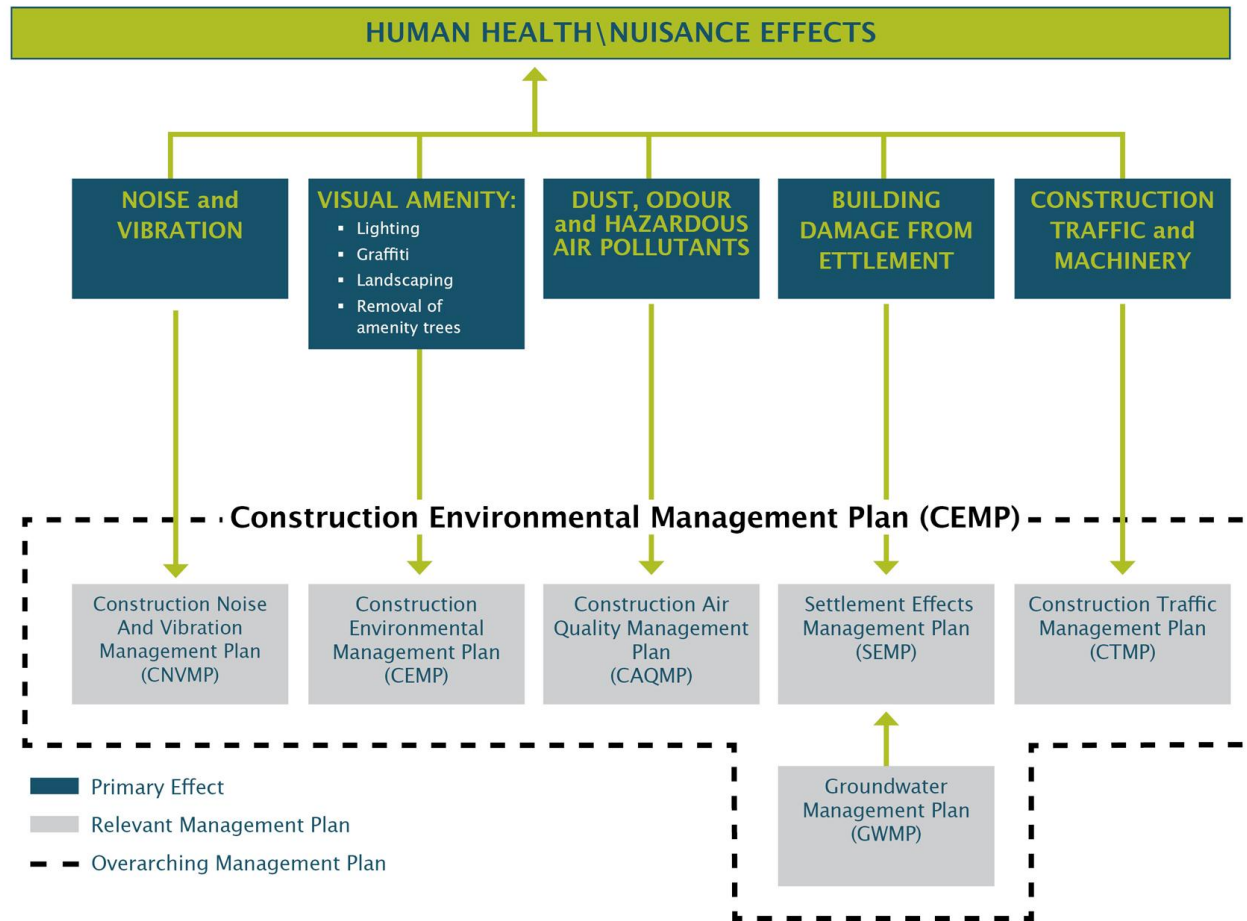 HUMAN HEALTH\NUISANCE EFFECTS
NOISE and
VIBRATION
VISUAL AMENITY:
▪ Lighting
▪ Graffiti
▪ Landscaping
▪ Removal of
amenity trees
DUST, ODOUR
and HAZARDOUS
AIR POLLUTANTS
BUILDING
DAMAGE FROM
ETTLEMENT
CONSTRUCTION
TRAFFIC and
MACHINERY
Construction Environmental Management Plan (CEMP)
Construction Noise
And Vibration
Management Plan
(CNVMP)
Construction
Environmental
Management Plan
(CEMP)
Construction Air
Quality Management
Plan
(CAQMP)
Settlement Effects
Management Plan
(SEMP)
Construction Traffic
Management Plan
(CTMP)
Groundwater
Management Plan
(GWMP)
Primary Effect
Relevant Management Plan
Overarching Management Plan